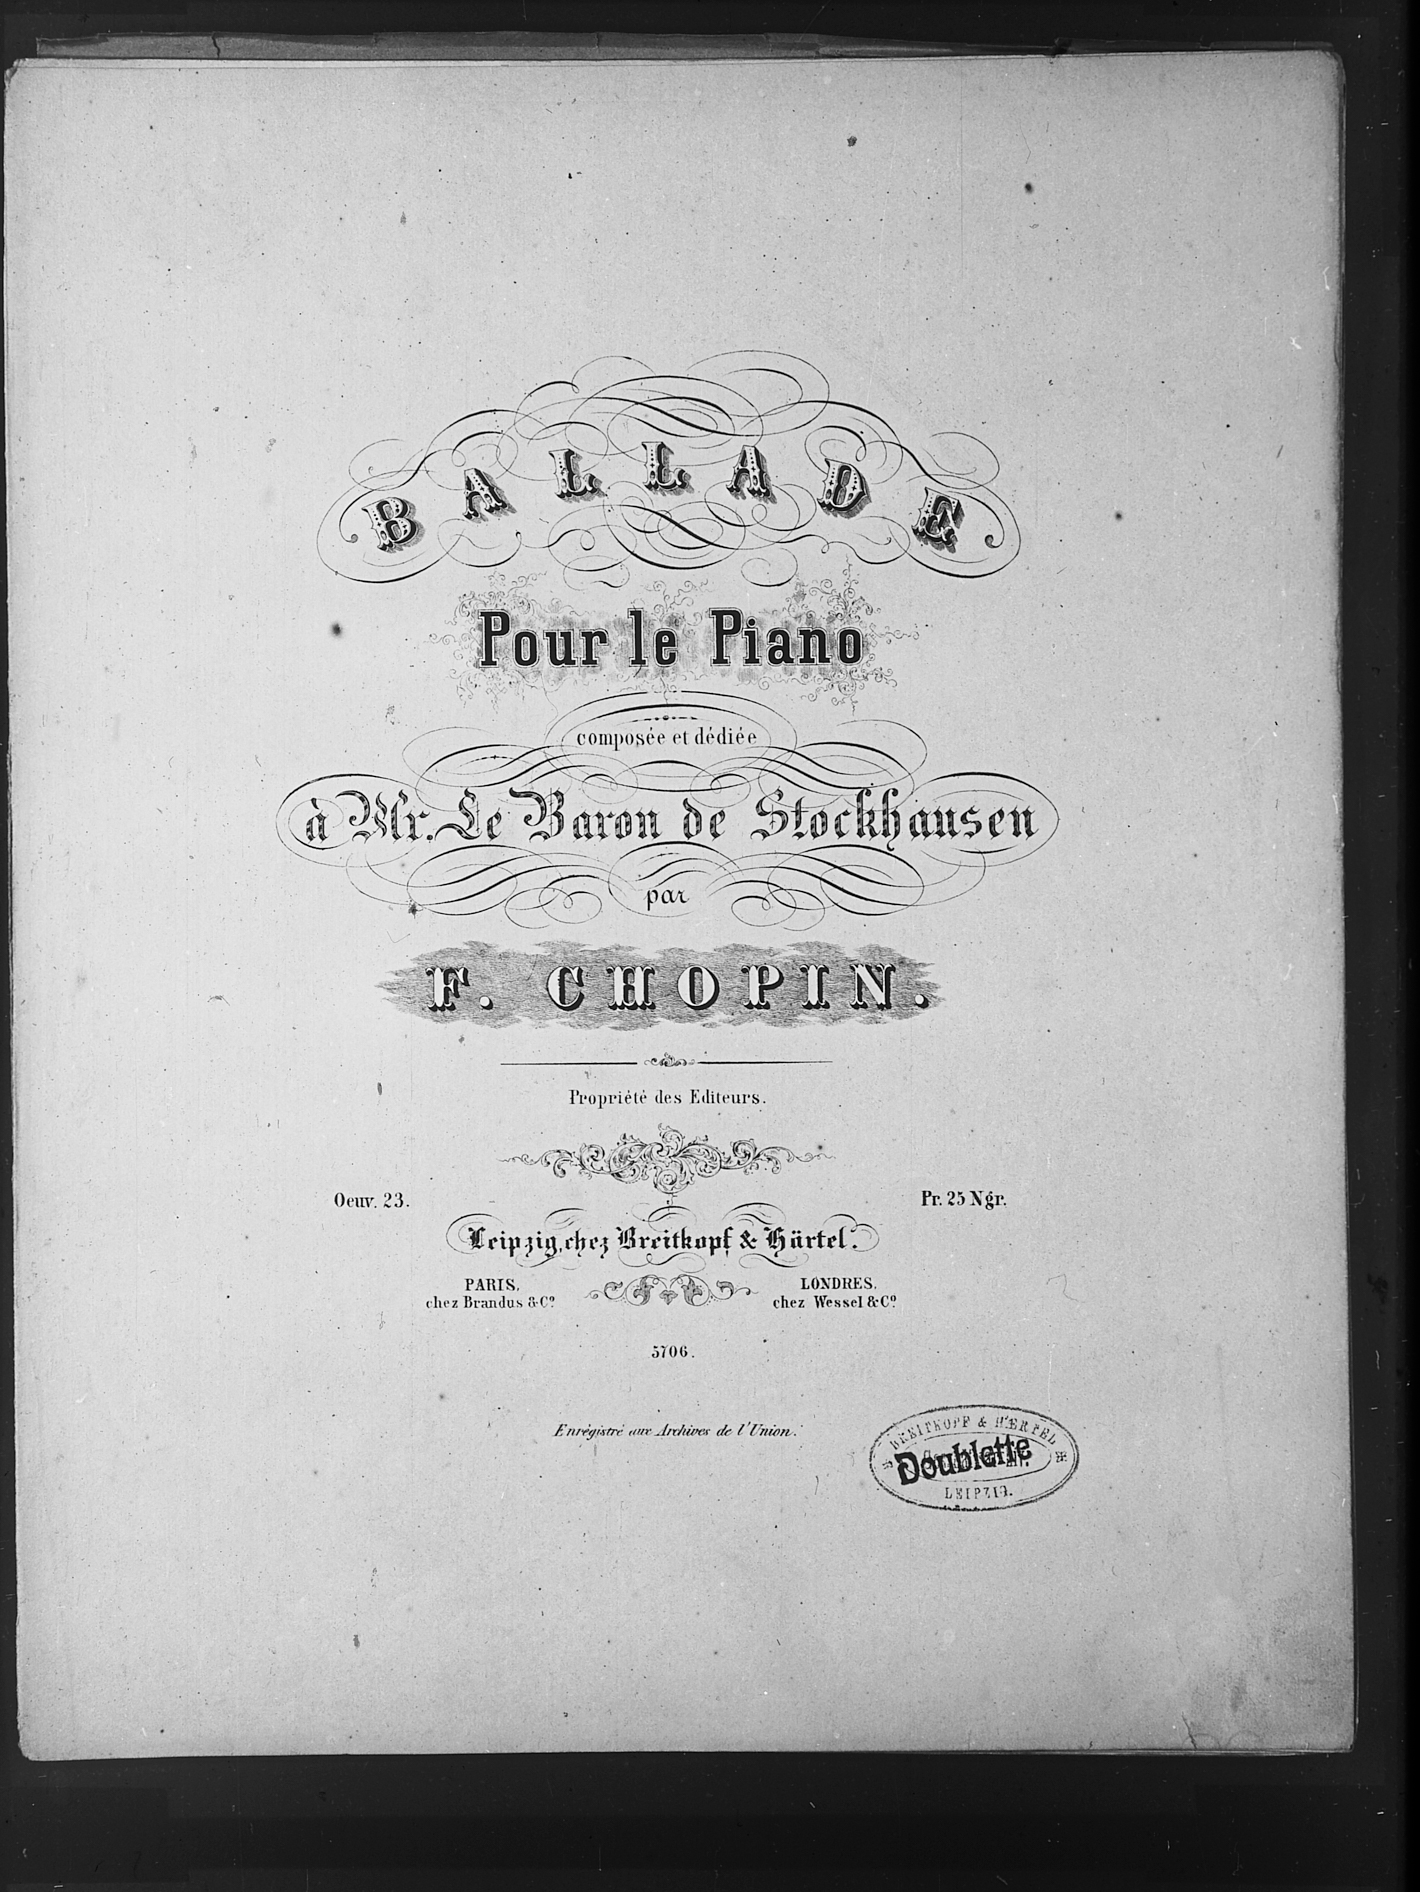 BALLADE
Pour le Piano
composée et dédiée
à Mr. Le Baron de Stockhausen
par
F. CHOPIN.
Propriété des Editeurs.
Oeuv. 23.
Pr. 25 Ngr.
Leipzig, chez Breitkopf & Härtel.
PARIS,
chez Brandus & Cº
LONDRES,
chez Wessel & Cº
5706.
Enrégistré aux Archives de l'Union.
BREITKOPF & HÆRTEL
Doublette
LEIPZIG.